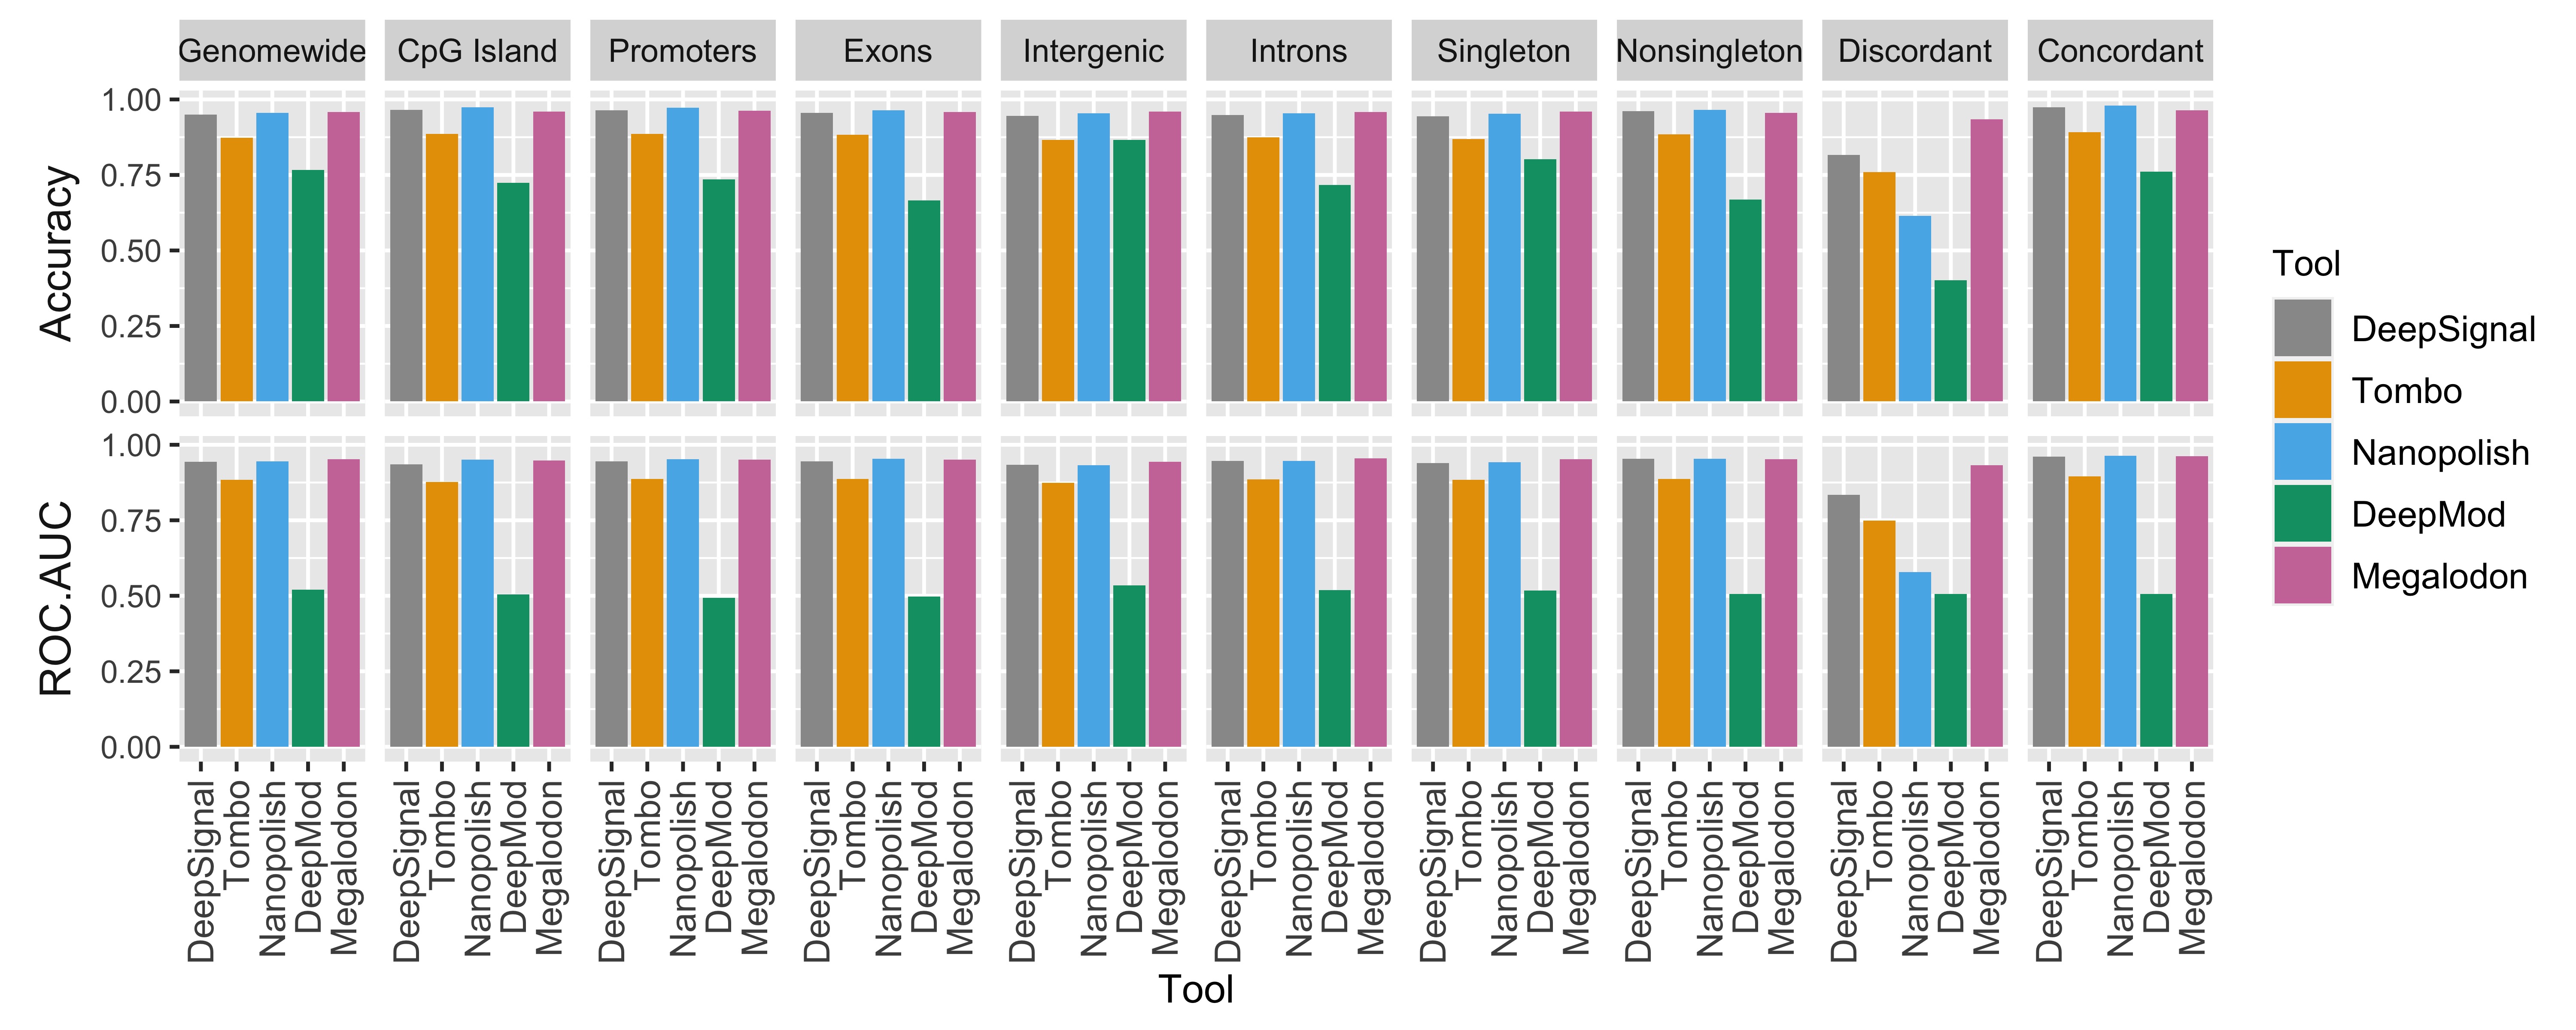 Genomewide CpG Island Promoters Exons Intergenic Introns Singleton Nonsingleton Discordant Concordant
Accuracy
1.00
0.75
0.50
0.25
0.00
ROC.AUC
1.00
0.75
0.50
0.25
0.00
DeepSignal Tombo Nanopolish DeepMod Megalodon DeepSignal Tombo Nanopolish DeepMod Megalodon DeepSignal Tombo Nanopolish DeepMod Megalodon DeepSignal Tombo Nanopolish DeepMod Megalodon DeepSignal Tombo Nanopolish DeepMod Megalodon DeepSignal Tombo Nanopolish DeepMod Megalodon DeepSignal Tombo Nanopolish DeepMod Megalodon DeepSignal Tombo Nanopolish DeepMod Megalodon DeepSignal Tombo Nanopolish DeepMod Megalodon DeepSignal Tombo Nanopolish DeepMod Megalodon
Tool
Tool
DeepSignal
Tombo
Nanopolish
DeepMod
Megalodon